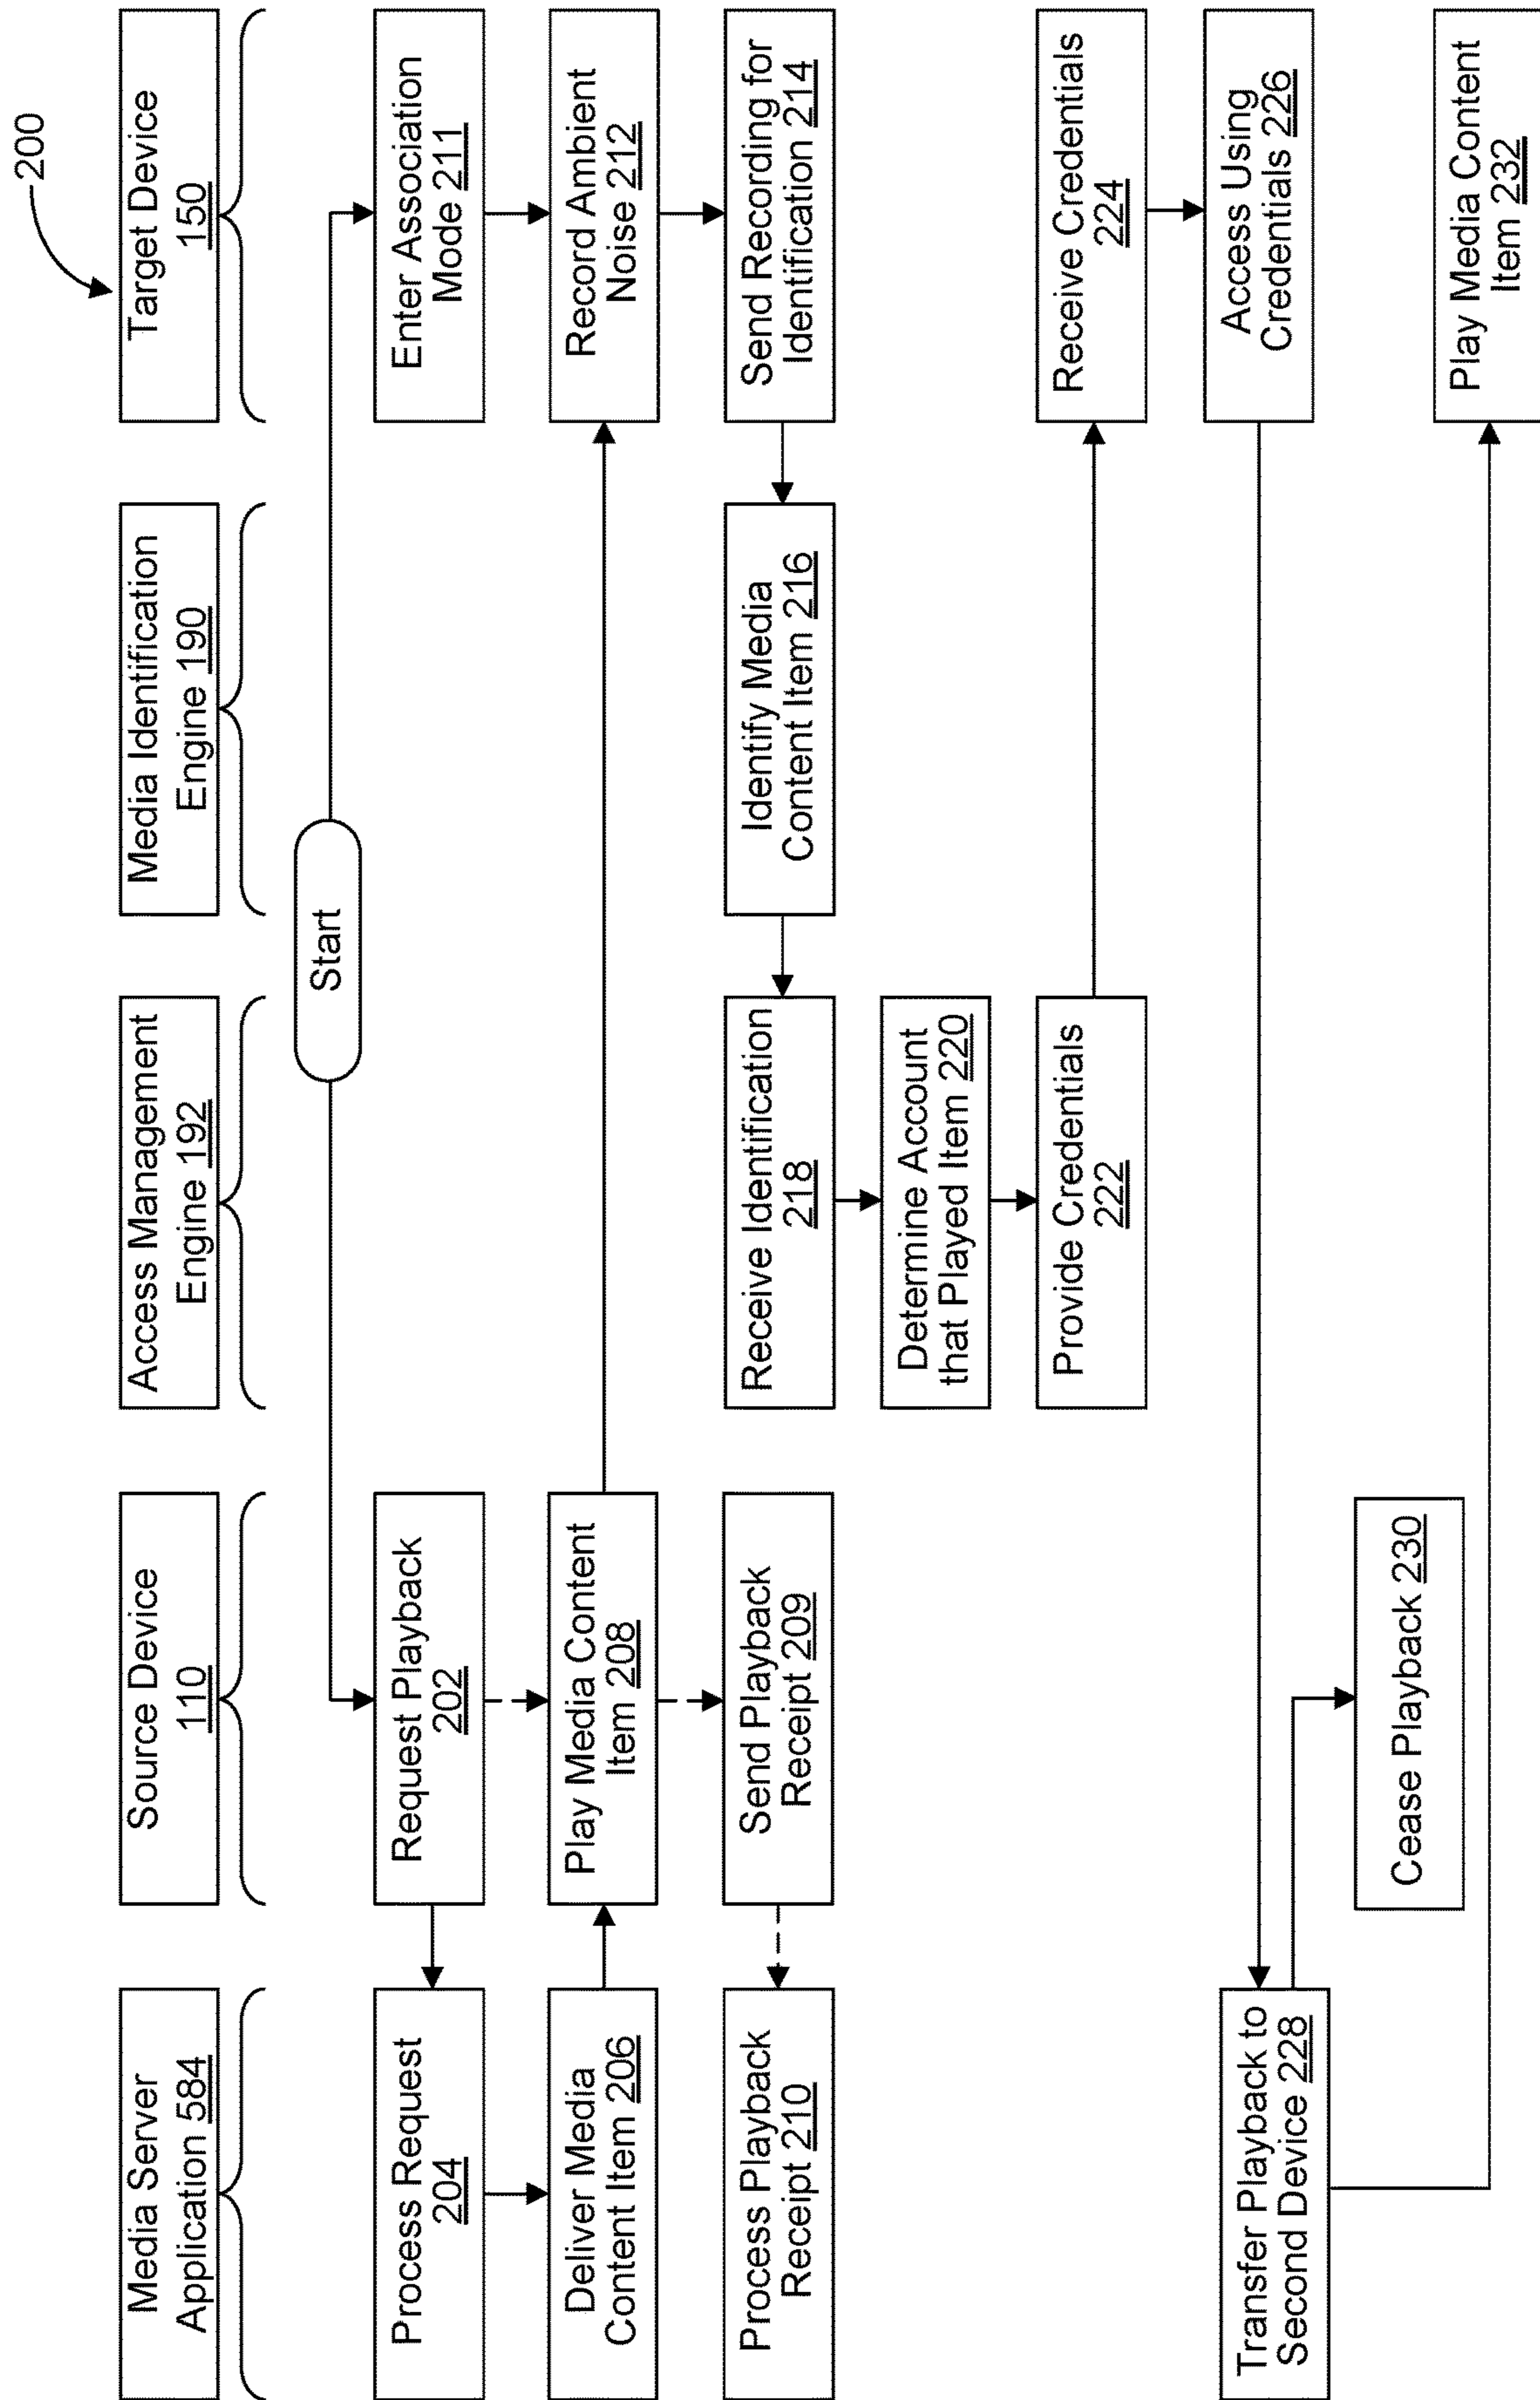 200
Media Server
Application 584
Source Device
110
Access Management
Engine 192
Media Identification
Engine 190
Target Device
150
Start
Process Request
204
Request Playback
202
Enter Association
Mode 211
Deliver Media
Content Item 206
Play Media Content
Item 208
Record Ambient
Noise 212
Process Playback
Receipt 210
Send Playback
Receipt 209
Receive Identification
218
Identify Media
Content Item 216
Send Recording for
Identification 214
Determine Account
that Played Item 220
Provide Credentials
222
Receive Credentials
224
Transfer Playback to
Second Device 228
Access Using
Credentials 226
Cease Playback 230
Play Media Content
Item 232